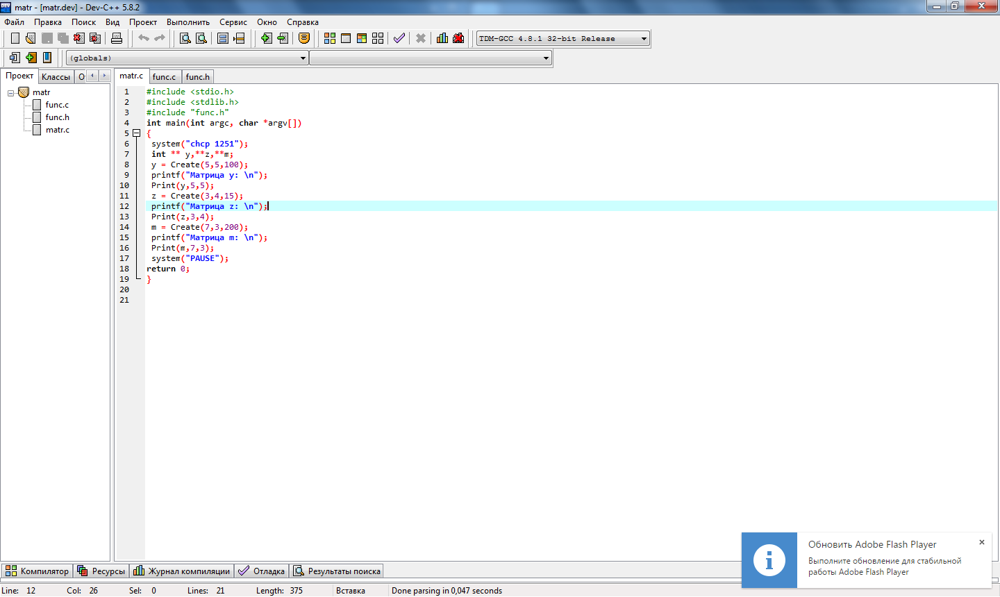 matr - [matr.dev] - Dev-C++ 5.8.2
Файл Правка Поиск Вид Проект Выполнить Сервис Окно Справка
TDM-GCC 4.8.1 32-bit Release
(globals)
Проект Классы О
matr.c func.c func.h
matr
func.c
func.h
matr.c
1 #include <stdio.h>
2 #include <stdlib.h>
3 #include "func.h"
4 int main(int argc, char *argv[])
5 {
6 system("chcp 1251");
7 int ** y,**z,**m;
8 y = Create(5,5,100);
9 printf("Матрица y: \n");
10 Print(y,5,5);
11 z = Create(3,4,15);
12 printf("Матрица z: \n");
13 Print(z,3,4);
14 m = Create(7,3,200);
15 printf("Матрица m: \n");
16 Print(m,7,3);
17 system("PAUSE");
18 return 0;
19 }
20
21
Обновить Adobe Flash Player
Выполните обновление для стабильной
работы Adobe Flash Player
Компилятор Ресурсы Журнал компиляции Отладка Результаты поиска
Line: 12 Col: 26 Sel: 0 Lines: 21 Length: 375 Вставка Done parsing in 0,047 seconds